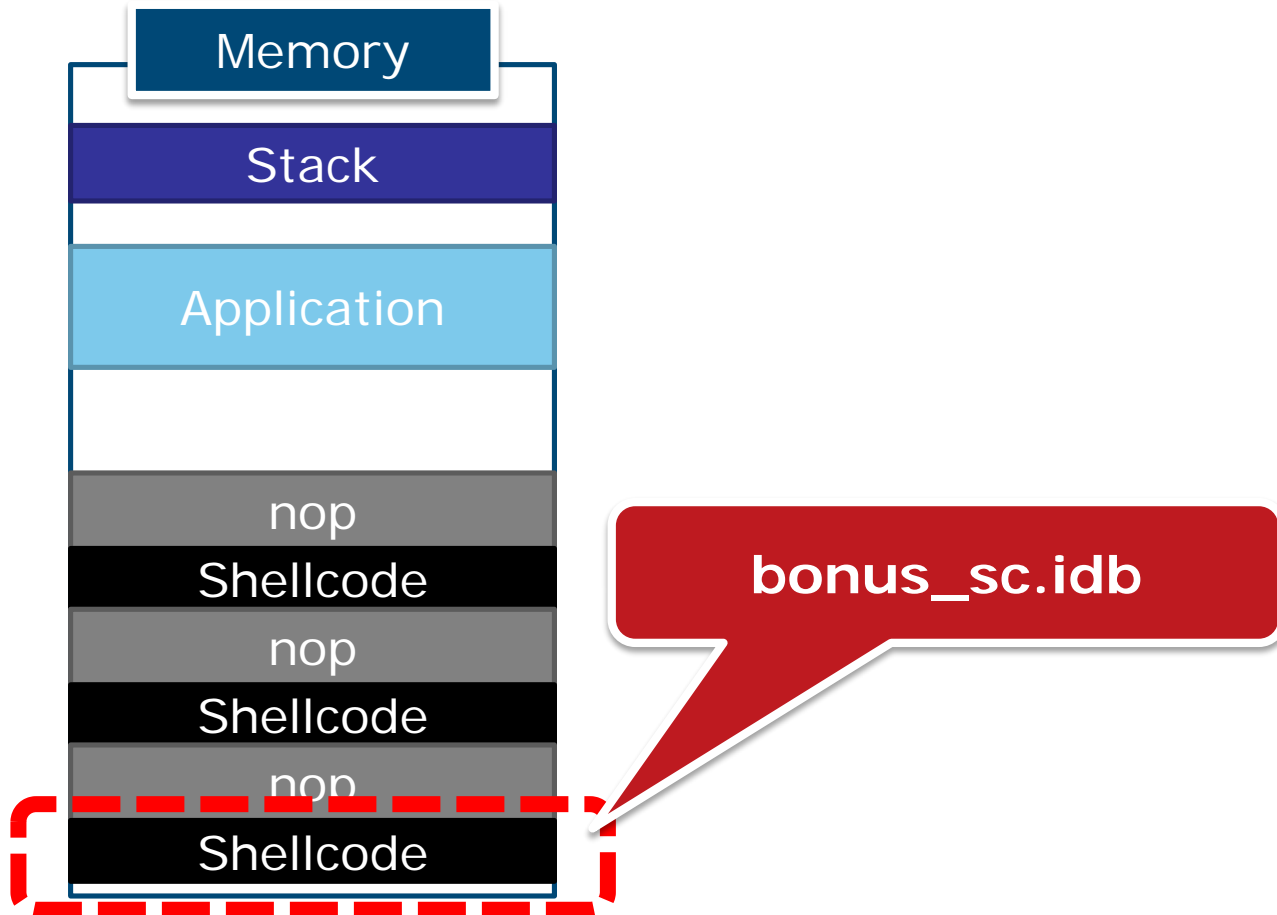 Memory
Stack
Application
nop
Shellcode
nop
Shellcode
nop
Shellcode
bonus_sc.idb